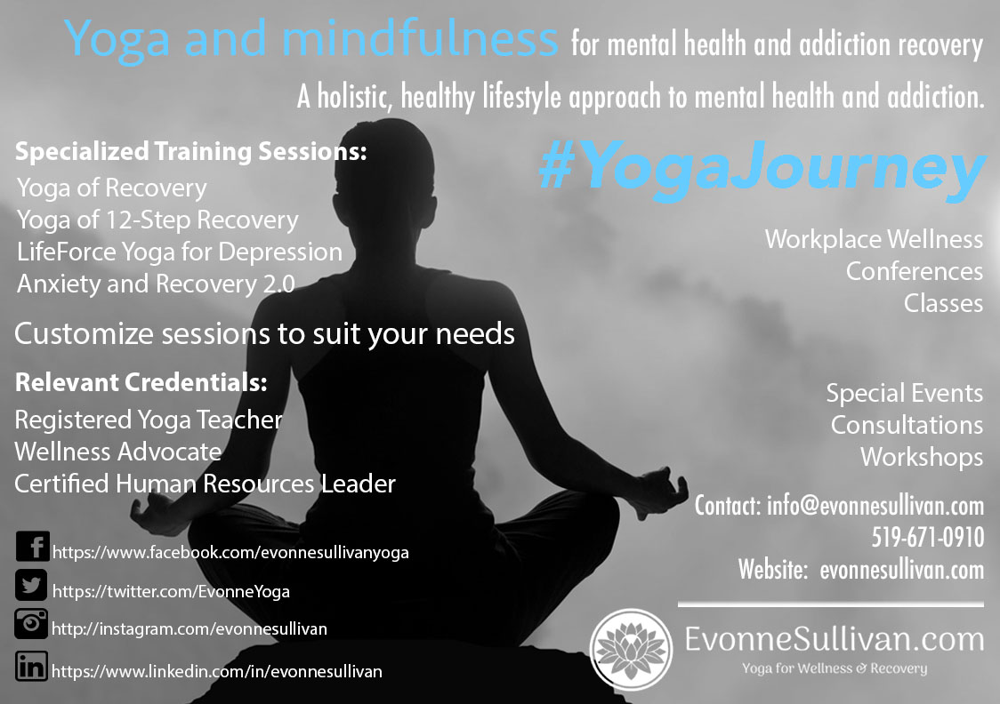 Yoga and mindfulness for mental health and addiction recovery
A holistic, healthy lifestyle approach to mental health and addiction.
#YogaJourney
Specialized Training Sessions:
Yoga of Recovery
Yoga of 12-Step Recovery
LifeForce Yoga for Depression
Anxiety and Recovery 2.0
Customize sessions to suit your needs
Relevant Credentials:
Registered Yoga Teacher
Wellness Advocate
Certified Human Resources Leader
https://www.facebook.com/evonnesullivanyoga
https://twitter.com/EvonneYoga
http://instagram.com/evonnesullivan
in https://www.linkedin.com/in/evonnesullivan
Workplace Wellness
Conferences
Classes
Special Events
Consultations
Workshops
Contact: info@evonnesullivan.com
519-671-0910
Website: evonnesullivan.com
EvonneSullivan.com
Yoga for Wellness & Recovery